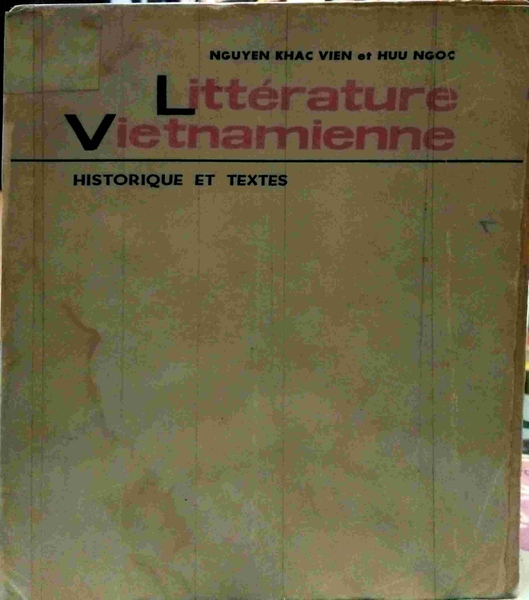 NGUYEN KHAC VIEN et HUU NGOC
Littérature
Vietnamienne
HISTORIQUE ET TEXTES